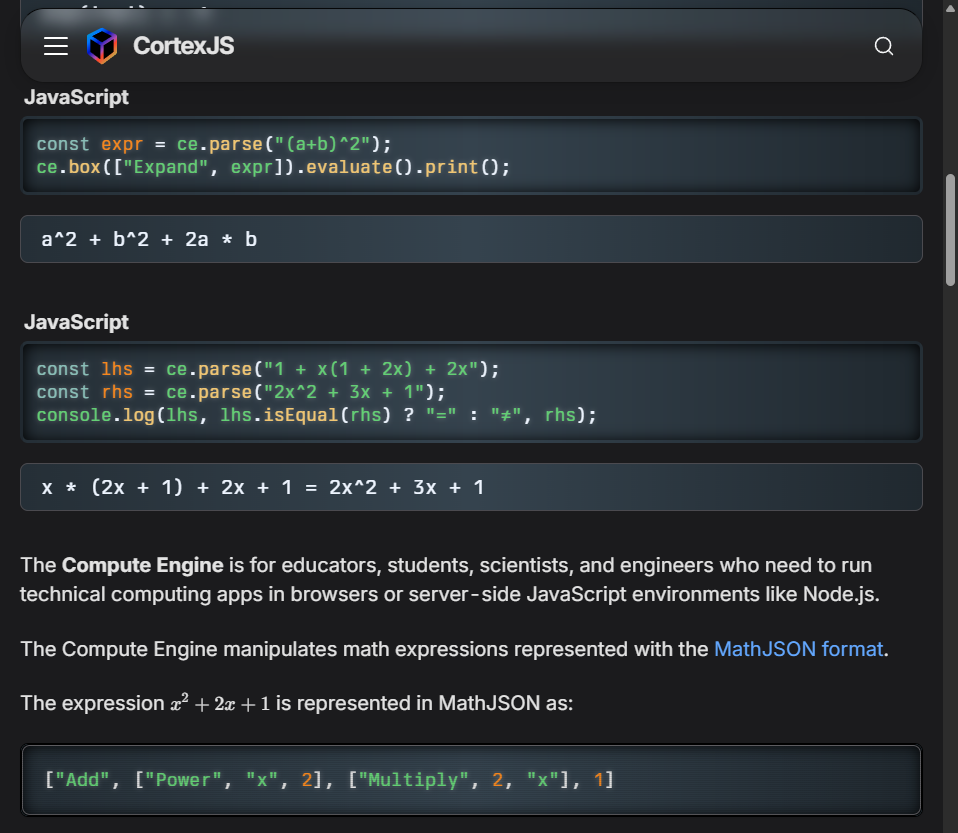 CortexJS
JavaScript
const expr = ce.parse("(a+b)^2");
ce.box(["Expand", expr]).evaluate().print();
a^2 + b^2 + 2a * b
JavaScript
const lhs = ce.parse("1 + x(1 + 2x) + 2x");
const rhs = ce.parse("2x^2 + 3x + 1");
console.log(lhs, lhs.isEqual(rhs) ? "=" : "≠", rhs);
x * (2x + 1) + 2x + 1 = 2x^2 + 3x + 1
The Compute Engine is for educators, students, scientists, and engineers who need to run
technical computing apps in browsers or server-side JavaScript environments like Node.js.
The Compute Engine manipulates math expressions represented with the MathJSON format.
The expression x² + 2x + 1 is represented in MathJSON as:
["Add", ["Power", "x", 2], ["Multiply", 2, "x"], 1]